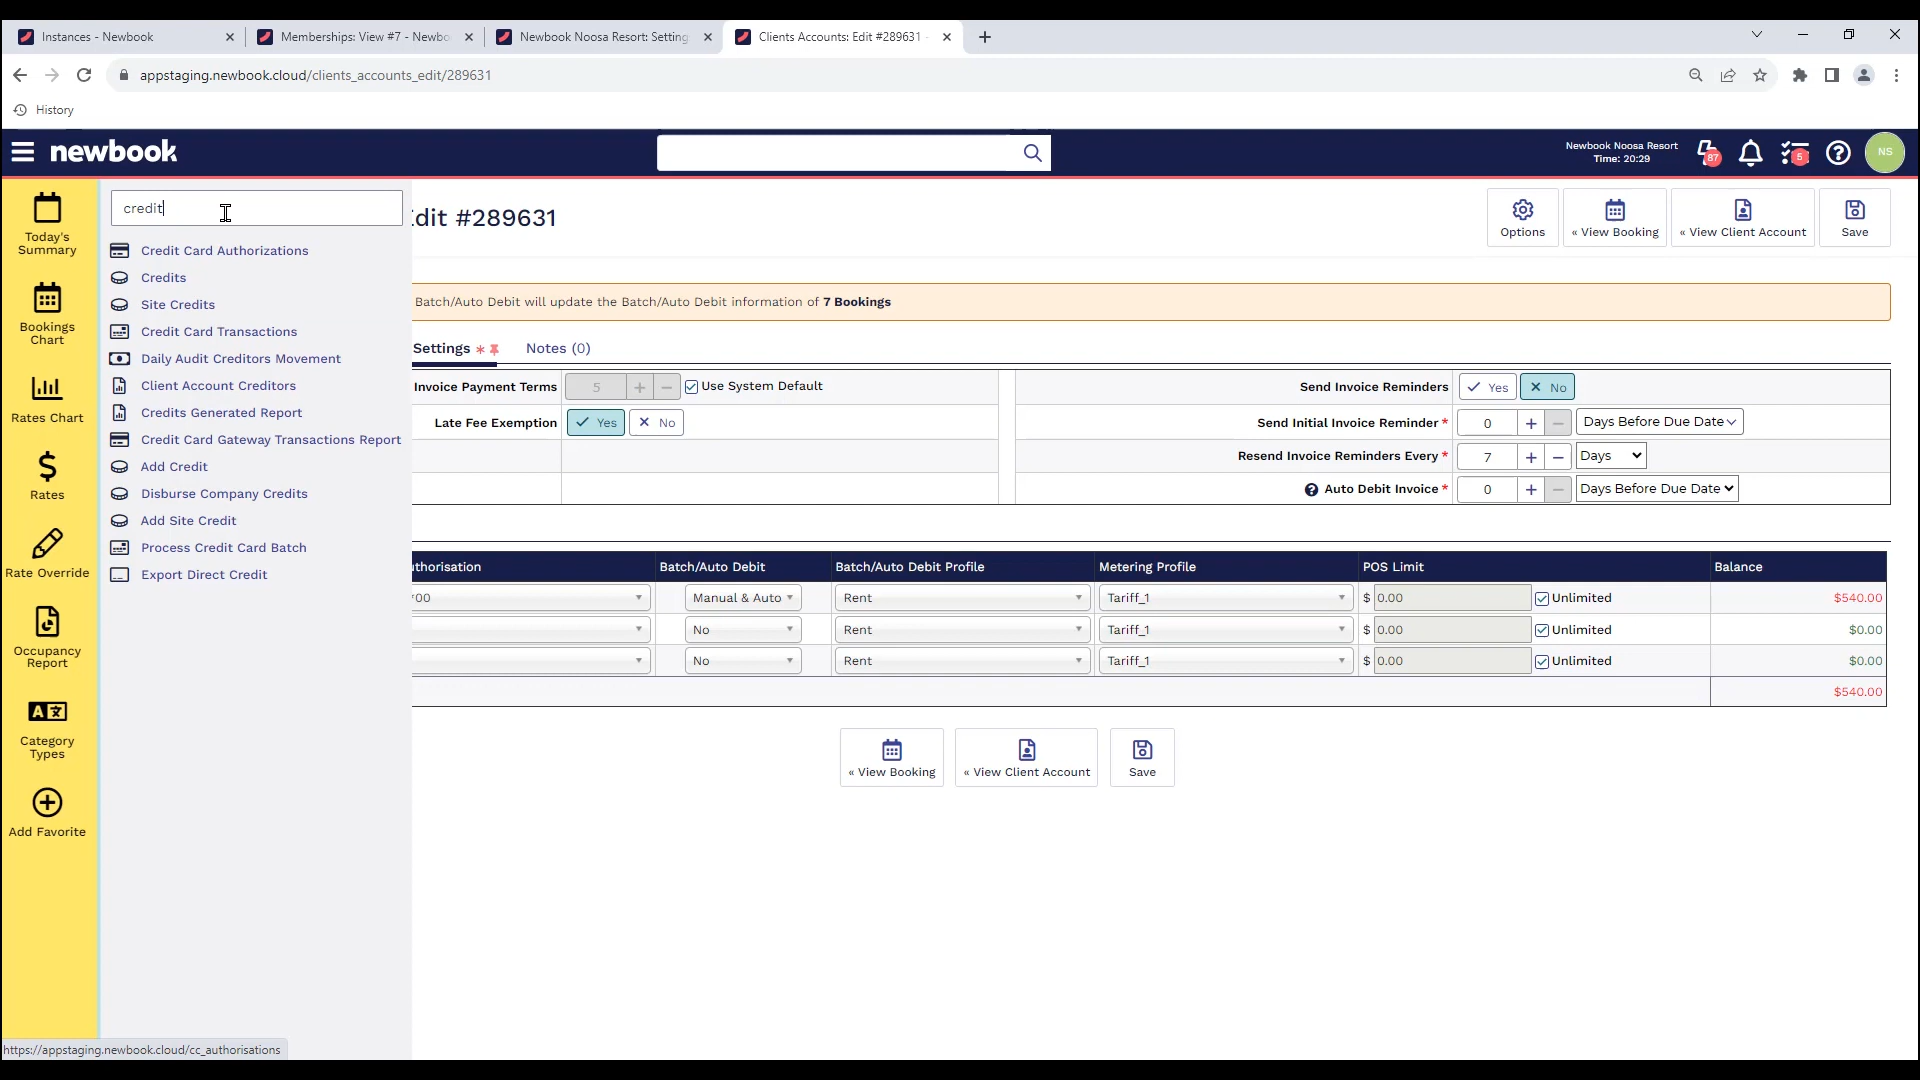 Instances - Newbook
Memberships: View #7 - Newbo
Newbook Noosa Resort: Setting
Clients Accounts: Edit #289631 -
appstaging.newbook.cloud/clients_accounts_edit/289631
History
newbook
Newbook Noosa Resort
Time: 20:29
87
5
NS
Today's
Summary
Bookings
Chart
Rates Chart
Rates
Rate Override
Occupancy
Report
Category
Types
Add Favorite
credit
Credit Card Authorizations
Credits
Site Credits
Credit Card Transactions
Daily Audit Creditors Movement
Client Account Creditors
Credits Generated Report
Credit Card Gateway Transactions Report
Add Credit
Disburse Company Credits
Add Site Credit
Process Credit Card Batch
Export Direct Credit
dit #289631
Options
« View Booking
« View Client Account
Save
Batch/Auto Debit will update the Batch/Auto Debit information of 7 Bookings
Settings *
Notes (0)
Invoice Payment Terms 5 + − Use System Default
Late Fee Exemption Yes No
Send Invoice Reminders Yes No
Send Initial Invoice Reminder* 0 + − Days Before Due Date
Resend Invoice Reminders Every* 7 + − Days
Auto Debit Invoice* 0 + − Days Before Due Date
thorisation Batch/Auto Debit Batch/Auto Debit Profile Metering Profile POS Limit Balance
00 Manual & Auto Rent Tariff_1 $ 0.00 Unlimited $540.00
No Rent Tariff_1 $ 0.00 Unlimited $0.00
No Rent Tariff_1 $ 0.00 Unlimited $0.00
$540.00
« View Booking
« View Client Account
Save
https://appstaging.newbook.cloud/cc_authorisations